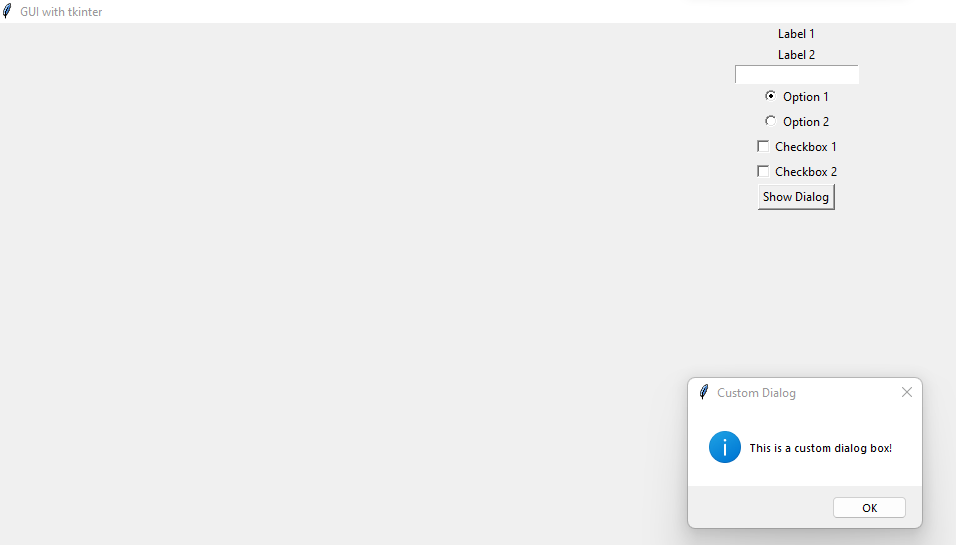 GUI with tkinter
Label 1
Label 2
Option 1
Option 2
Checkbox 1
Checkbox 2
Show Dialog
Custom Dialog
This is a custom dialog box!
OK